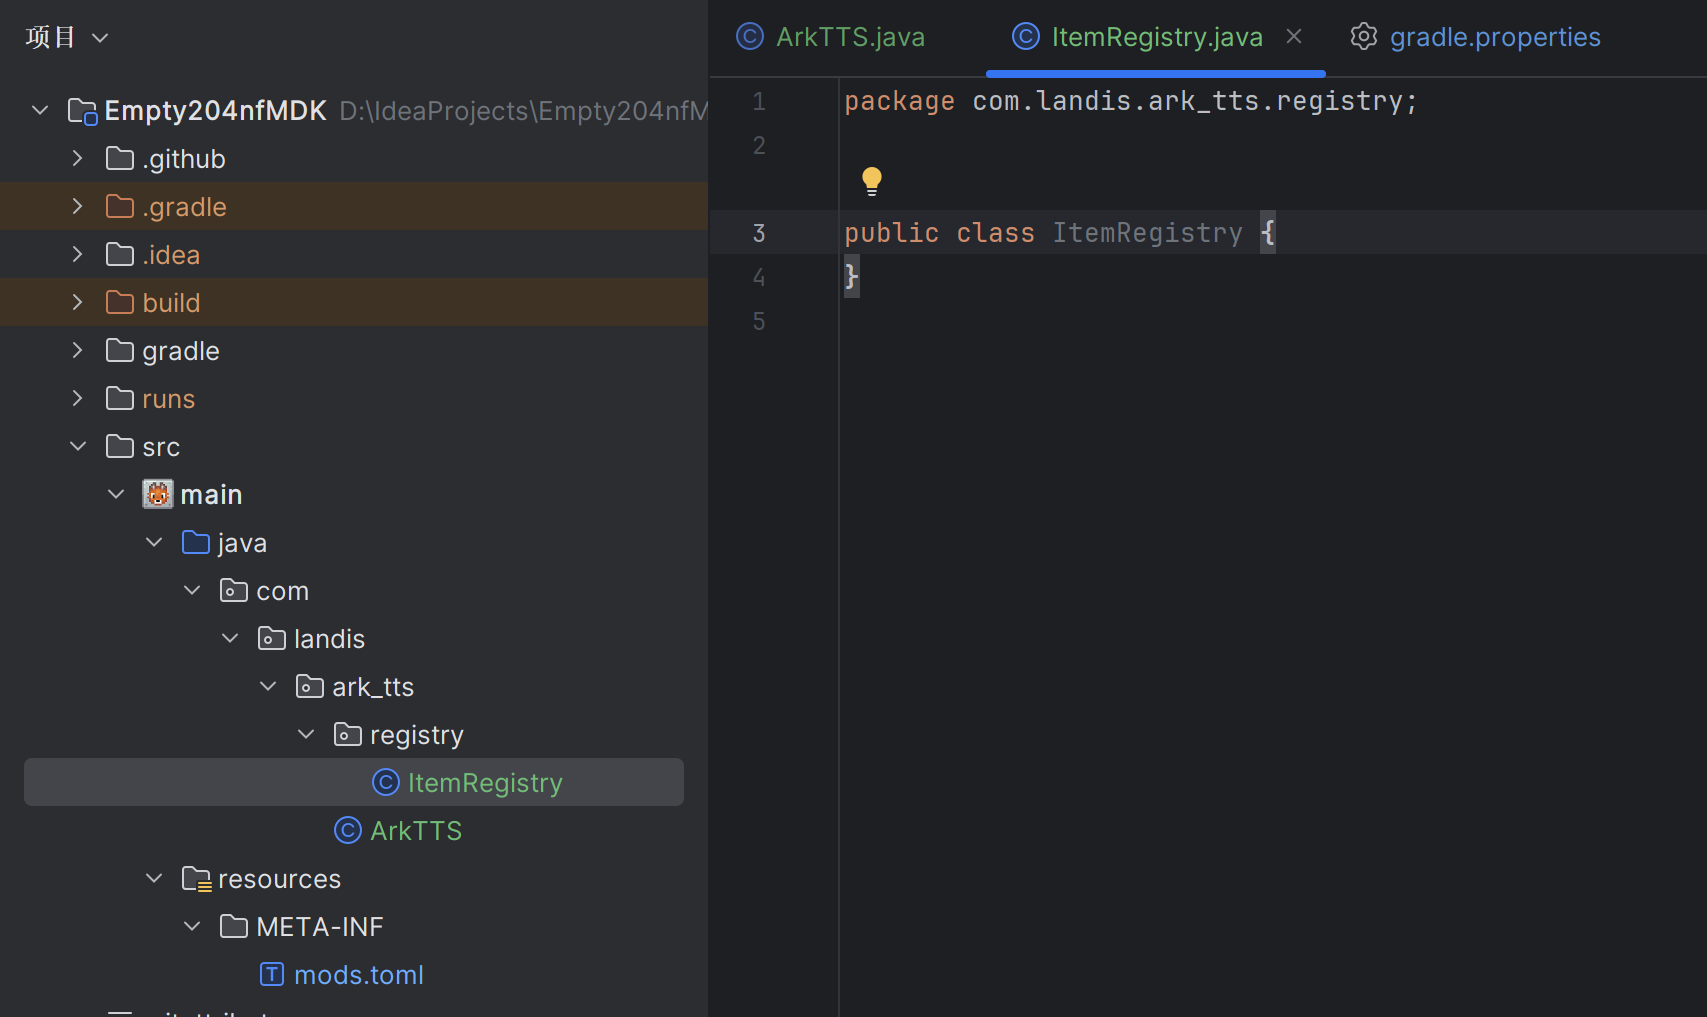 项目
Empty204nfMDK D:\IdeaProjects\Empty204nfM
.github
.gradle
.idea
build
gradle
runs
src
main
java
com
landis
ark_tts
registry
ItemRegistry
ArkTTS
resources
META-INF
mods.toml
ArkTTS.java
ItemRegistry.java
gradle.properties
1 package com.landis.ark_tts.registry;
2
3 public class ItemRegistry {
4 }
5